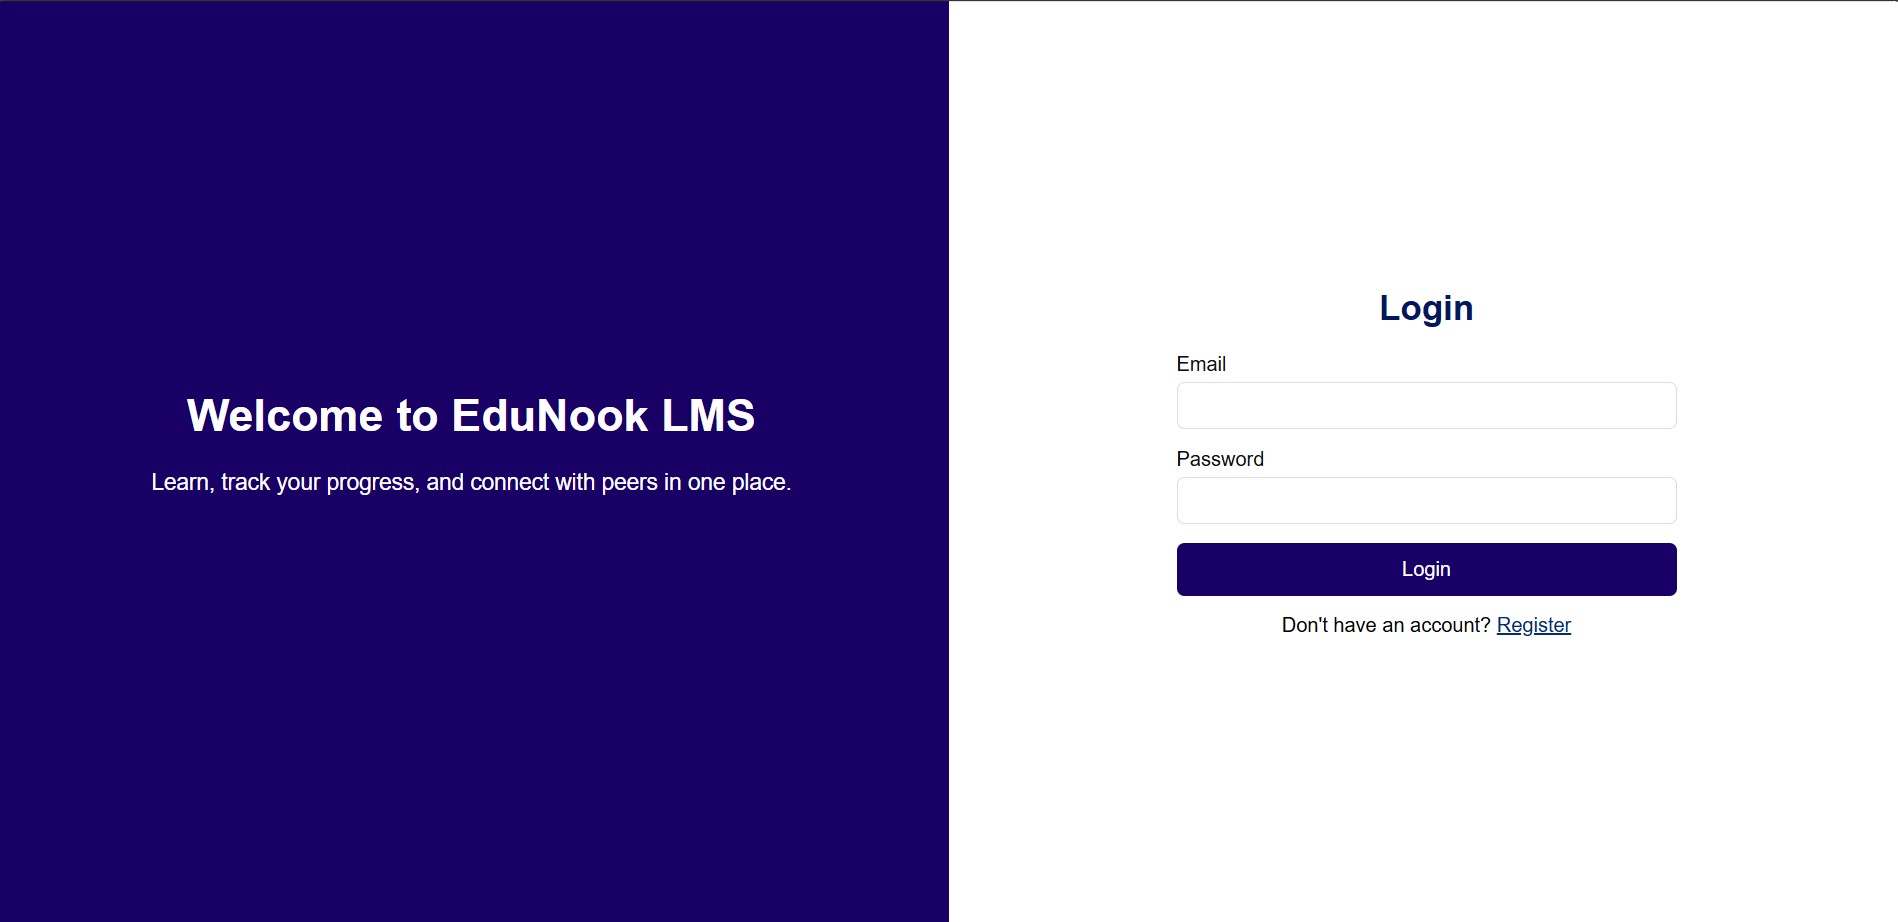 Welcome to EduNook LMS
Learn, track your progress, and connect with peers in one place.
Login
Email
Password
Login
Don't have an account? Register